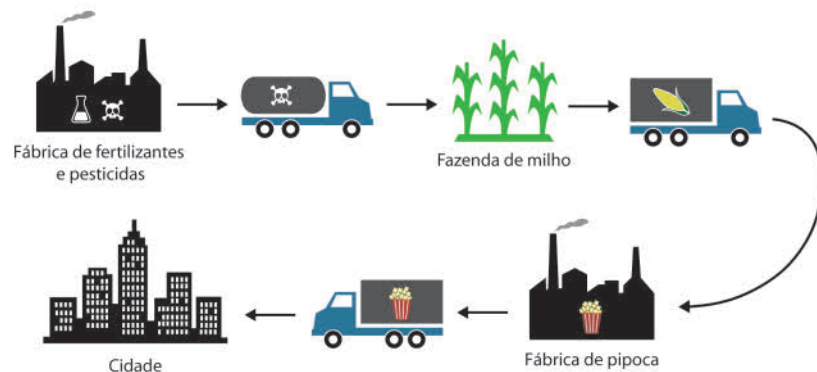 Fábrica de fertilizantes
e pesticidas
Fazenda de milho
Cidade
Fábrica de pipoca